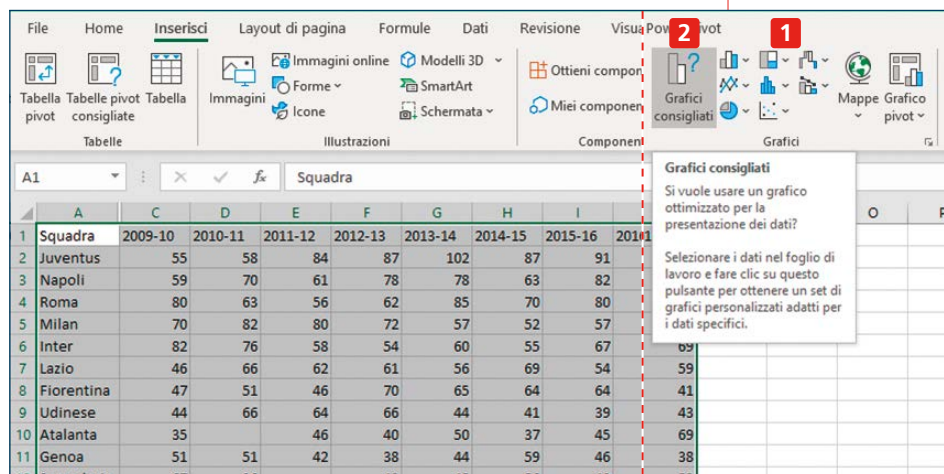 File Home Inserisci Layout di pagina Formule Dati Revisione Visua Pow vot
2 1
Tabella pivot
Tabelle pivot consigliate
Tabella
Tabelle
Immagini
Immagini online
Forme
Icone
Modelli 3D
SmartArt
Schermata
Illustrazioni
Ottieni compon
Miei componen
Componen
Grafici consigliati
Mappe
Grafico pivot
Grafici
A1 fx Squadra
Grafici consigliati
Si vuole usare un grafico
ottimizzato per la
presentazione dei dati?
Selezionare i dati nel foglio di
lavoro e fare clic su questo
pulsante per ottenere un set di
grafici personalizzati adatti per
i dati specifici.
A C D E F G H I O
1 Squadra 2009-10 2010-11 2011-12 2012-13 2013-14 2014-15 2015-16
2 Juventus 55 58 84 87 102 87 91
3 Napoli 59 70 61 78 78 63 82
4 Roma 80 63 56 62 85 70 80
5 Milan 70 82 80 72 57 52 57
6 Inter 82 76 58 54 60 55 67 69
7 Lazio 46 66 62 61 56 69 54 59
8 Fiorentina 47 51 46 70 65 64 64 41
9 Udinese 44 66 64 66 44 41 39 43
10 Atalanta 35 46 40 50 37 45 69
11 Genoa 51 51 42 38 44 59 46 38